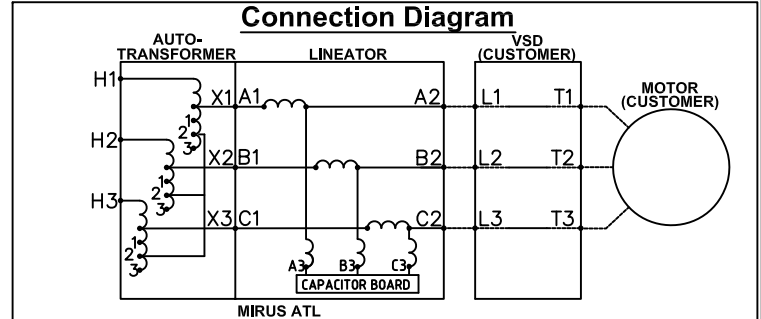 Connection Diagram
AUTO-
TRANSFORMER
LINEATOR
VSD
(CUSTOMER)
MOTOR
(CUSTOMER)
H1
X1 A1
A2
L1
T1
1
2
3
H2
X2 B1
B2
L2
T2
1
2
3
H3
X3 C1
C2
L3
T3
1
2
3
A3
B3
C3
CAPACITOR BOARD
MIRUS ATL